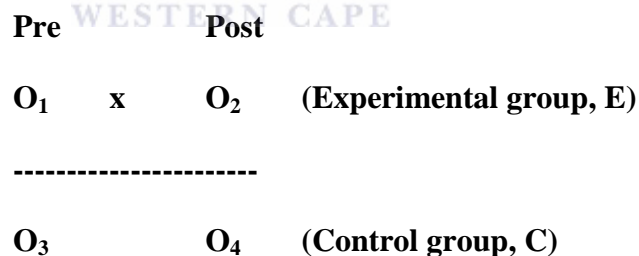 WESTERN CAPE
Pre Post
O₁ x O₂ (Experimental group, E)
-----------------------
O₃ O₄ (Control group, C)